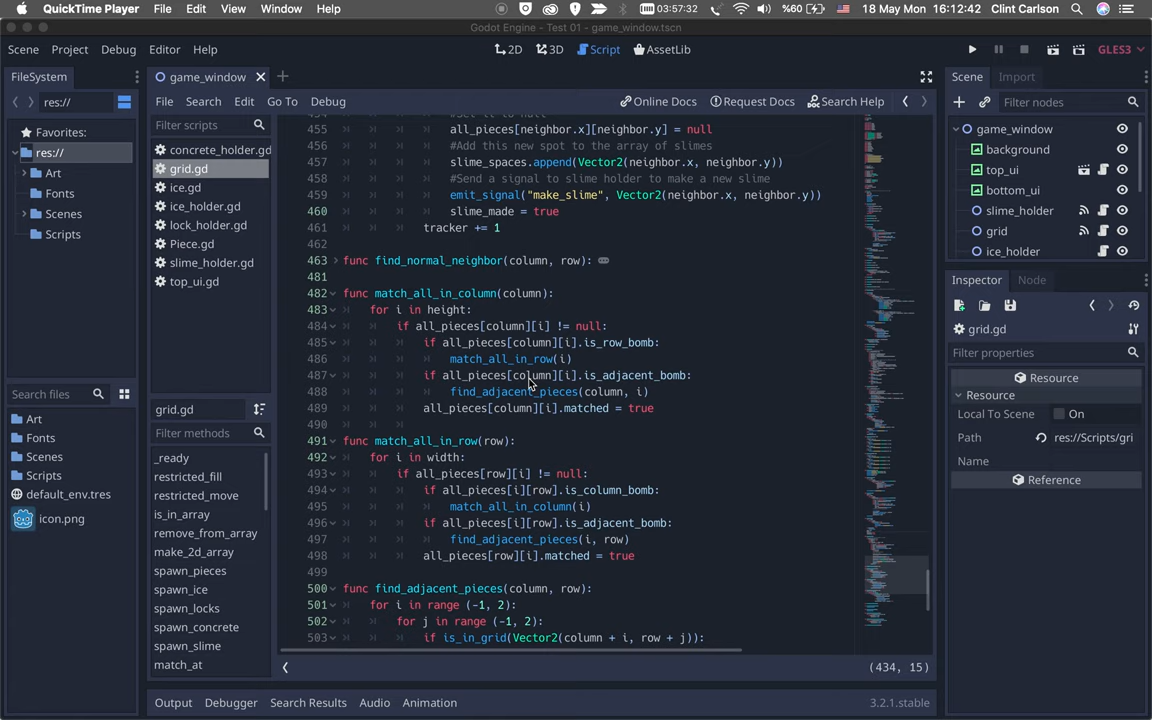 QuickTime Player File Edit View Window Help 03:57:32 %60 18 May Mon 16:12:42 Clint Carlson
Godot Engine - Test 01 - game_window.tscn
Scene Project Debug Editor Help 2D 3D Script AssetLib GLES3
FileSystem
res://
Favorites:
res://
Art
Fonts
Scenes
Scripts
Search files
Art
Fonts
Scenes
Scripts
default_env.tres
icon.png
game_window
File Search Edit Go To Debug Online Docs Request Docs Search Help
Filter scripts
concrete_holder.gd
grid.gd
ice.gd
ice_holder.gd
lock_holder.gd
Piece.gd
slime_holder.gd
top_ui.gd
grid.gd
Filter methods
_ready
restricted_fill
restricted_move
is_in_array
remove_from_array
make_2d_array
spawn_pieces
spawn_ice
spawn_locks
spawn_concrete
spawn_slime
match_at
454 #Set it to null
455 all_pieces[neighbor.x][neighbor.y] = null
456 #Add this new spot to the array of slimes
457 slime_spaces.append(Vector2(neighbor.x, neighbor.y))
458 #Send a signal to slime holder to make a new slime
459 emit_signal("make_slime", Vector2(neighbor.x, neighbor.y))
460 slime_made = true
461 tracker += 1
462
463 func find_normal_neighbor(column, row):
481
482 func match_all_in_column(column):
483 for i in height:
484 if all_pieces[column][i] != null:
485 if all_pieces[column][i].is_row_bomb:
486 match_all_in_row(i)
487 if all_pieces[column][i].is_adjacent_bomb:
488 find_adjacent_pieces(column, i)
489 all_pieces[column][i].matched = true
490
491 func match_all_in_row(row):
492 for i in width:
493 if all_pieces[row][i] != null:
494 if all_pieces[i][row].is_column_bomb:
495 match_all_in_column(i)
496 if all_pieces[i][row].is_adjacent_bomb:
497 find_adjacent_pieces(i, row)
498 all_pieces[row][i].matched = true
499
500 func find_adjacent_pieces(column, row):
501 for i in range (-1, 2):
502 for j in range (-1, 2):
503 if is_in_grid(Vector2(column + i, row + j)):
(434, 15)
Output Debugger Search Results Audio Animation 3.2.1.stable
Scene Import
Filter nodes
game_window
background
top_ui
bottom_ui
slime_holder
grid
ice_holder
Inspector Node
grid.gd
Filter properties
Resource
Resource
Local To Scene On
Path res://Scripts/gri
Name
Reference